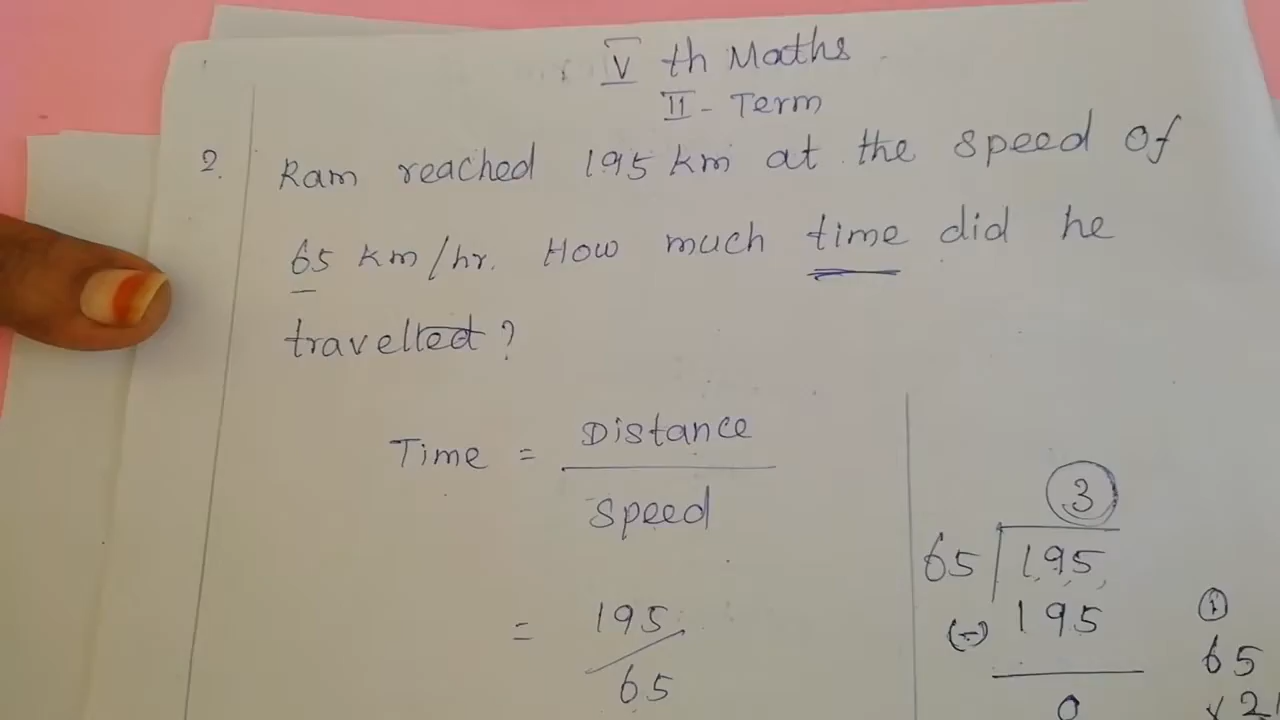 V th Maths
II - Term
2. Ram reached 195 km at the speed of
65 km/hr. How much time did he
travelled?
Time = Distance
Speed
= 195
65
3
65 195
(-) 195
0
1
65